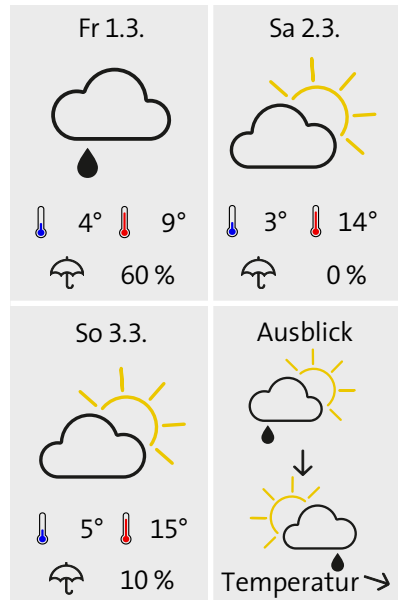 Fr 1.3.
4° 9°
60 %
Sa 2.3.
3° 14°
0 %
So 3.3.
5° 15°
10 %
Ausblick
Temperatur